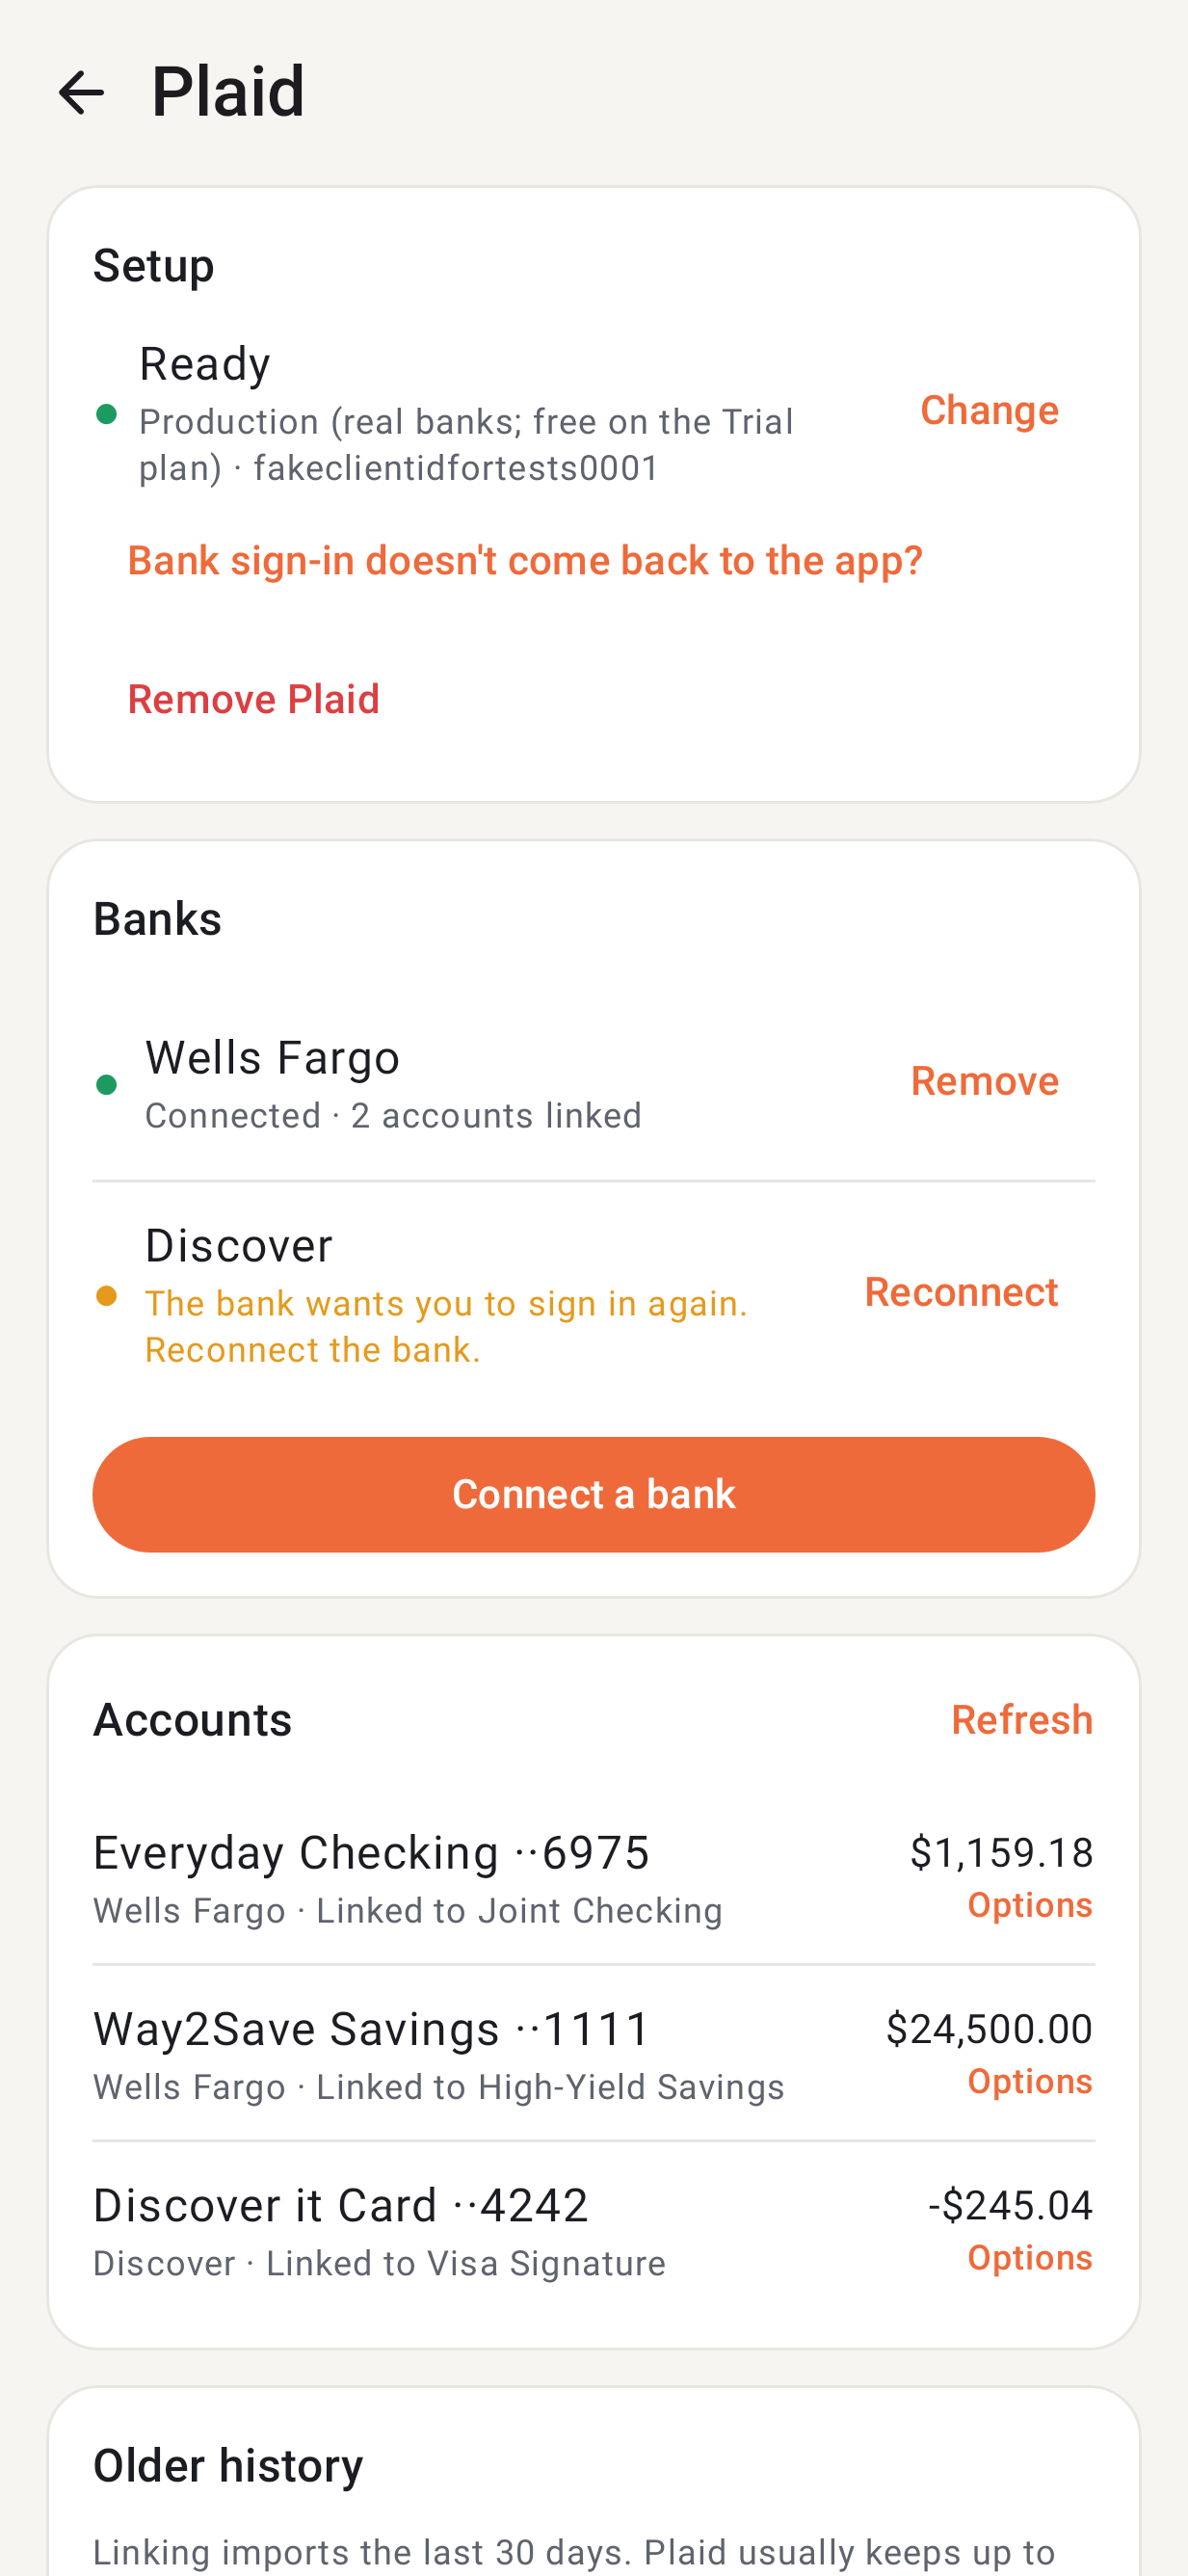 Plaid
Setup
Ready
Production (real banks; free on the Trial
plan) · fakeclientidfortests0001
Change
Bank sign-in doesn't come back to the app?
Remove Plaid
Banks
Wells Fargo
Connected · 2 accounts linked
Remove
Discover
The bank wants you to sign in again.
Reconnect the bank.
Reconnect
Connect a bank
Accounts
Refresh
Everyday Checking ··6975
$1,159.18
Wells Fargo · Linked to Joint Checking
Options
Way2Save Savings ··1111
$24,500.00
Wells Fargo · Linked to High-Yield Savings
Options
Discover it Card ··4242
-$245.04
Discover · Linked to Visa Signature
Options
Older history
Linking imports the last 30 days. Plaid usually keeps up to